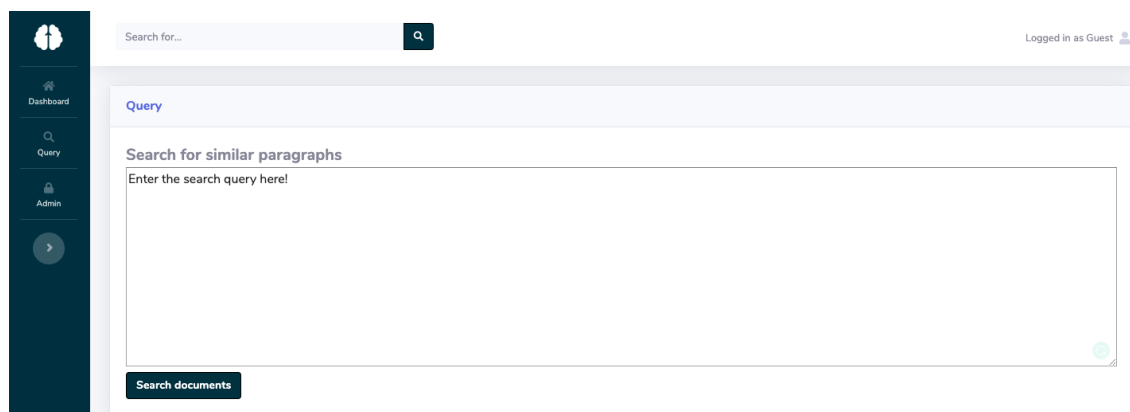 Search for...
Logged in as Guest
Dashboard
Query
Admin
Query
Search for similar paragraphs
Enter the search query here!
Search documents